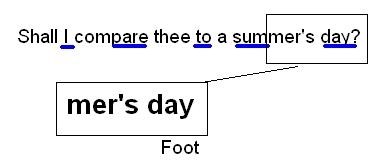 Shall I compare thee to a summer's day?
mer's day
Foot